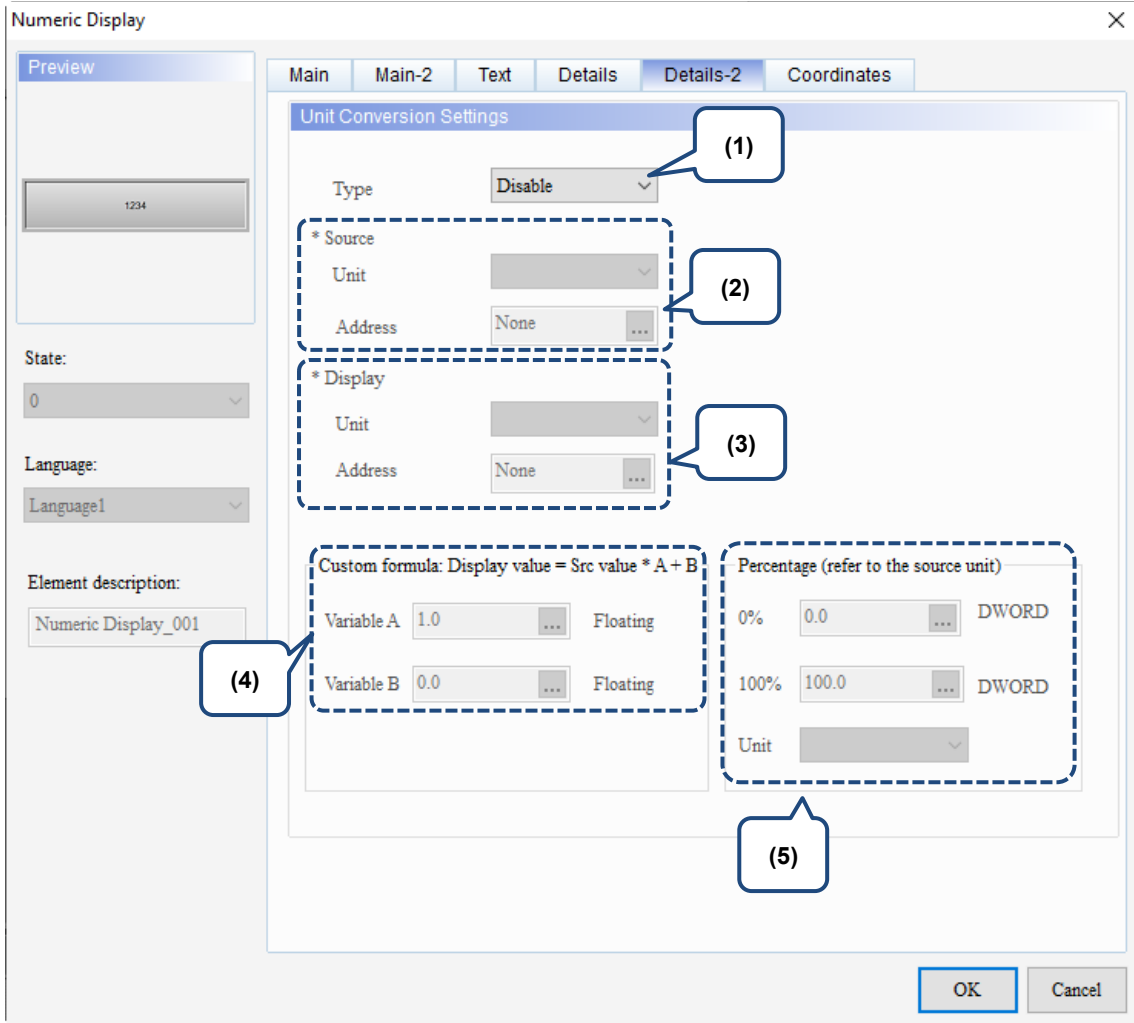 Numeric Display
Preview
1234
State:
0
Language:
Language1
Element description:
Numeric Display_001
Main Main-2 Text Details Details-2 Coordinates
Unit Conversion Settings
(1)
Type Disable
* Source
Unit
(2)
Address None ...
* Display
Unit
(3)
Address None ...
Custom formula: Display value = Src value * A + B
Variable A 1.0 ... Floating
(4)
Variable B 0.0 ... Floating
Percentage (refer to the source unit)
0% 0.0 ... DWORD
100% 100.0 ... DWORD
Unit
(5)
OK Cancel